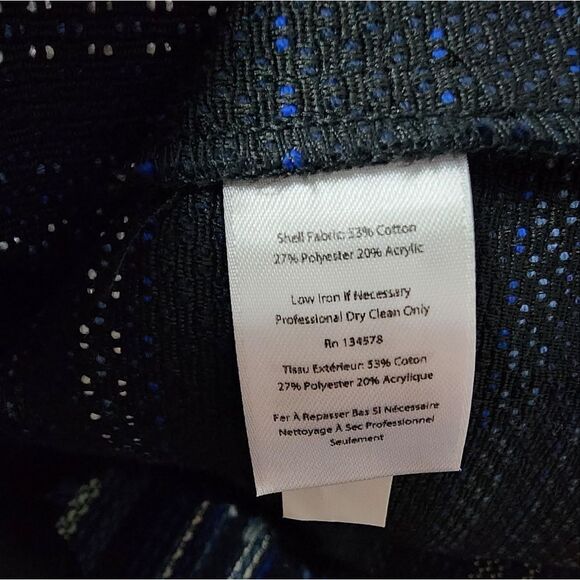 Shell Fabric: 53% Cotton
27% Polyester 20% Acrylic
Low Iron If Necessary
Professional Dry Clean Only
Rn 134578
Tissu Extérieur: 53% Coton
27% Polyester 20% Acrylique
Fer À Repasser Bas Si Nécessaire
Nettoyage À Sec Professionnel
Seulement